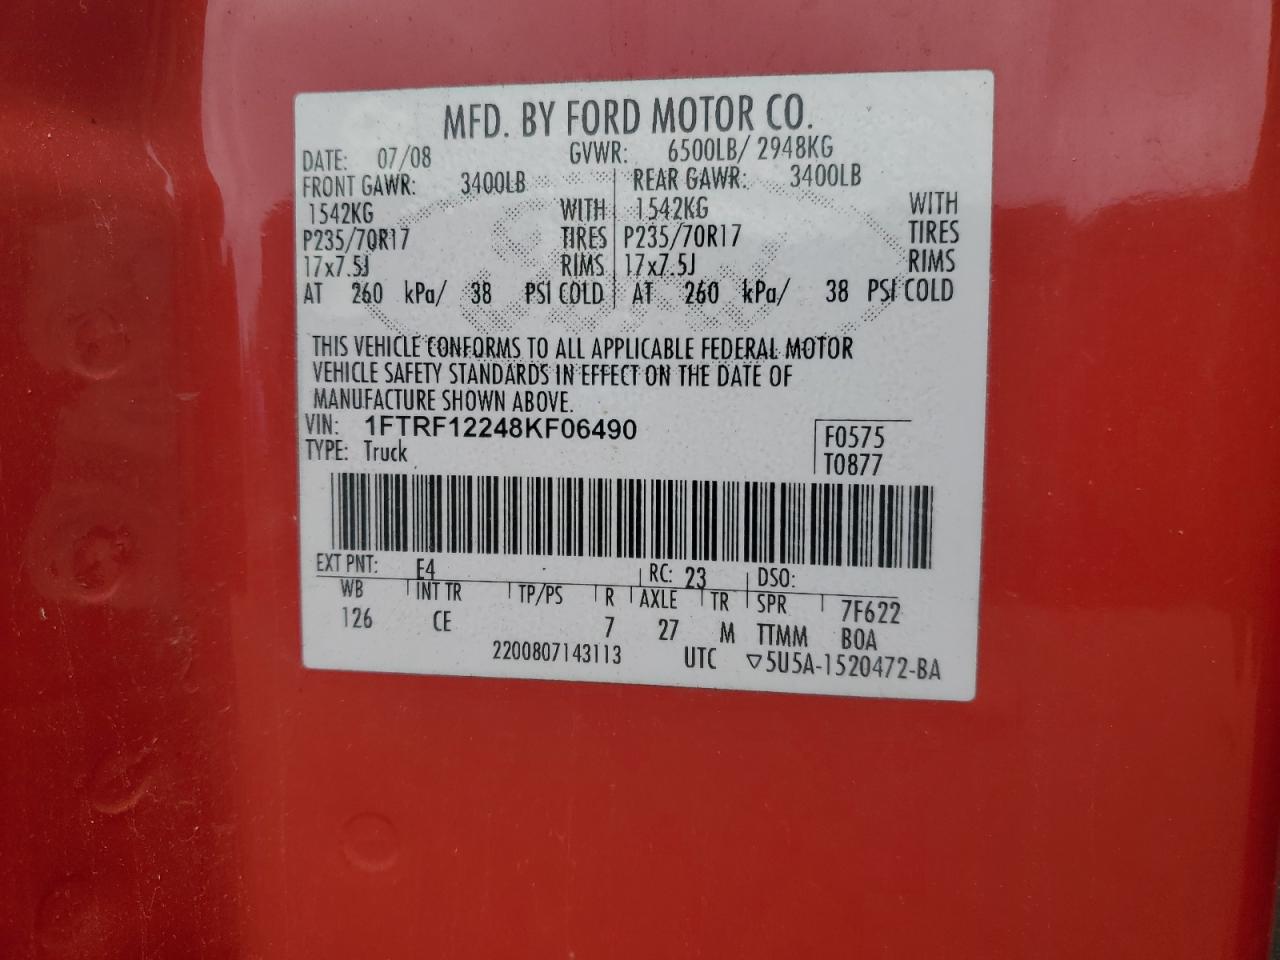 MFD. BY FORD MOTOR CO.
DATE: 07/08 GVWR: 6500LB/ 2948KG
FRONT GAWR: 3400LB REAR GAWR: 3400LB
1542KG WITH 1542KG WITH
P235/70R17 TIRES P235/70R17 TIRES
17x7.5J RIMS 17x7.5J RIMS
AT 260 kPa/ 38 PSI COLD AT 260 kPa/ 38 PSI COLD
THIS VEHICLE CONFORMS TO ALL APPLICABLE FEDERAL MOTOR
VEHICLE SAFETY STANDARDS IN EFFECT ON THE DATE OF
MANUFACTURE SHOWN ABOVE.
VIN: 1FTRF12248KF06490 F0575
TYPE: Truck T0877
EXT PNT: E4 RC: 23 DSO:
WB INT TR TP/PS R AXLE TR SPR 7F622
126 CE 7 27 M TTMM BOA
2200807143113 UTC ▽5U5A-1520472-BA